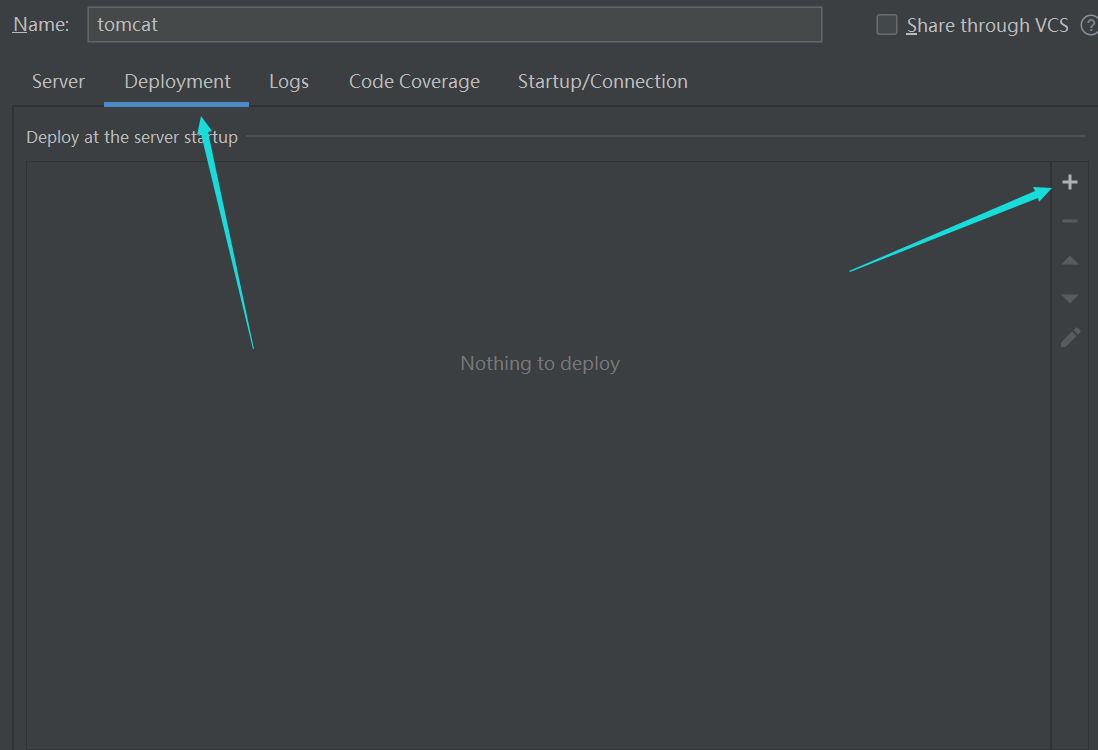 Name: tomcat Share through VCS ?
Server Deployment Logs Code Coverage Startup/Connection
Deploy at the server startup
Nothing to deploy